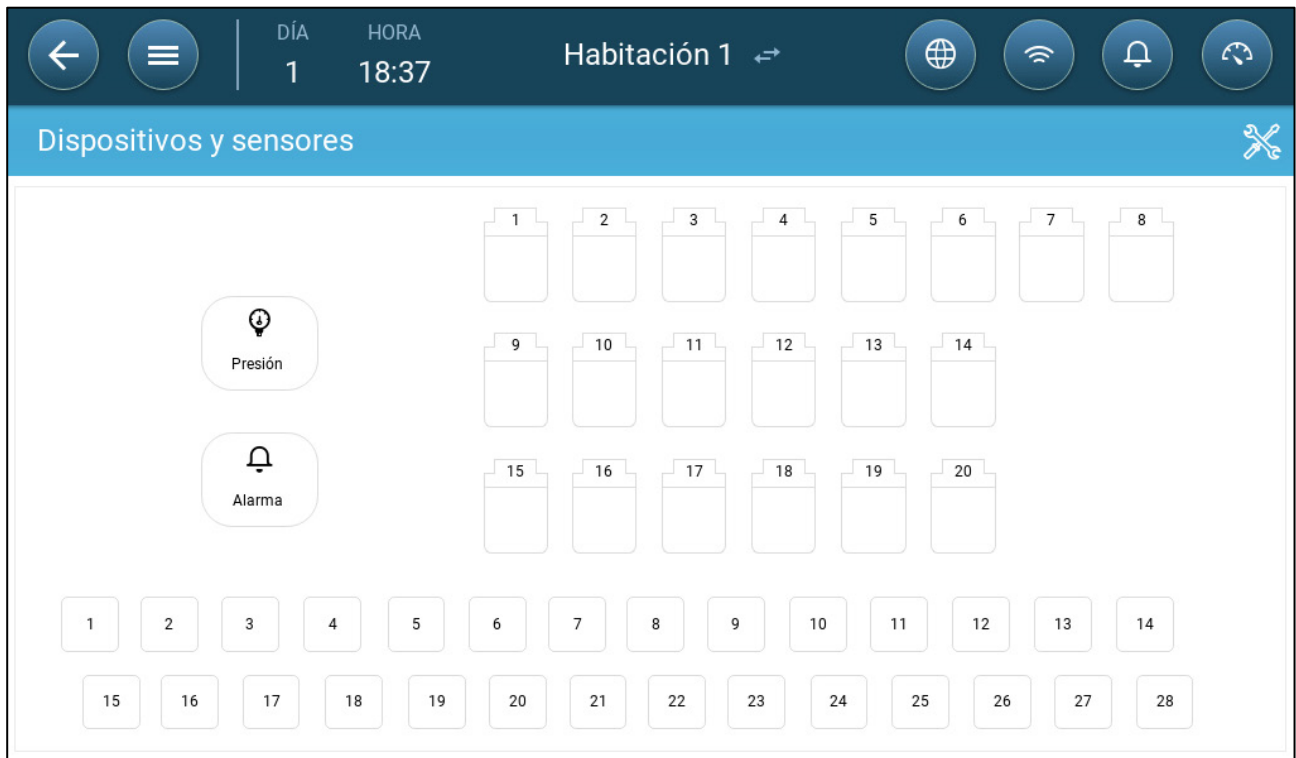 DÍA HORA
1 18:37 Habitación 1
Dispositivos y sensores
1 2 3 4 5 6 7 8
Presión
9 10 11 12 13 14
Alarma
15 16 17 18 19 20
1 2 3 4 5 6 7 8 9 10 11 12 13 14
15 16 17 18 19 20 21 22 23 24 25 26 27 28